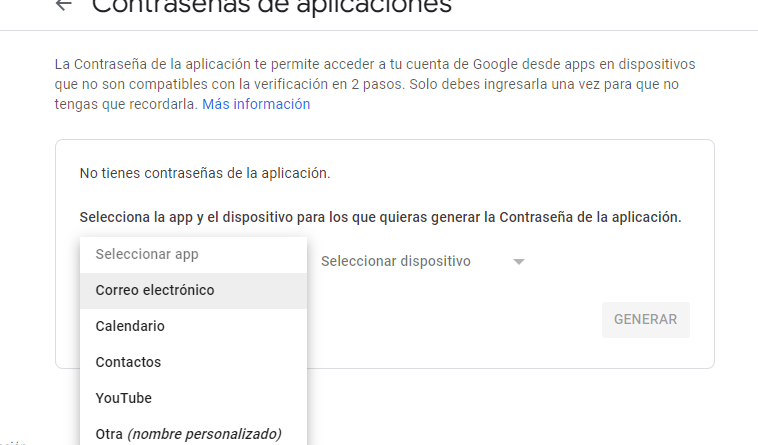 Contraseñas de aplicaciones
La Contraseña de la aplicación te permite acceder a tu cuenta de Google desde apps en dispositivos
que no son compatibles con la verificación en 2 pasos. Solo debes ingresarla una vez para que no
tengas que recordarla. Más información
No tienes contraseñas de la aplicación.
Selecciona la app y el dispositivo para los que quieras generar la Contraseña de la aplicación.
Seleccionar app
Seleccionar dispositivo
Correo electrónico
Calendario
GENERAR
Contactos
YouTube
Otra (nombre personalizado)